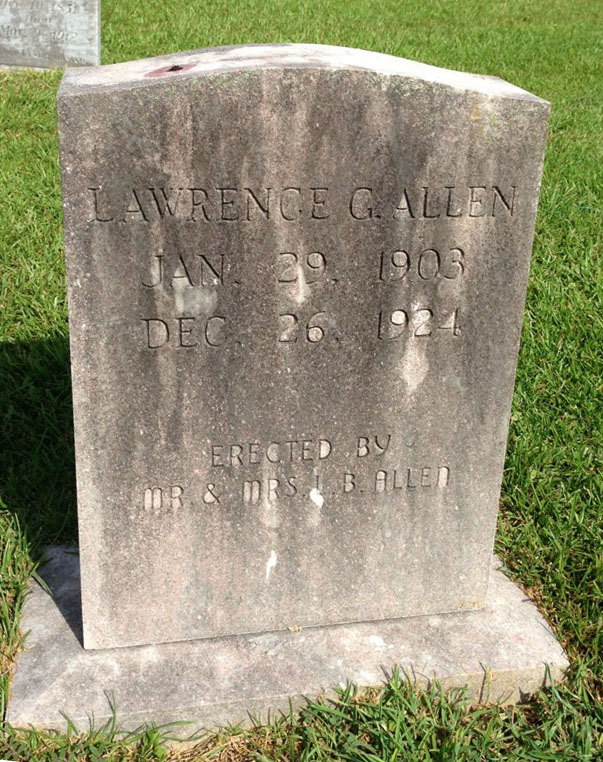 LAWRENCE G. ALLEN
JAN. 29, 1903
DEC. 26, 1924
ERECTED BY
MR. & MRS. B. ALLEN